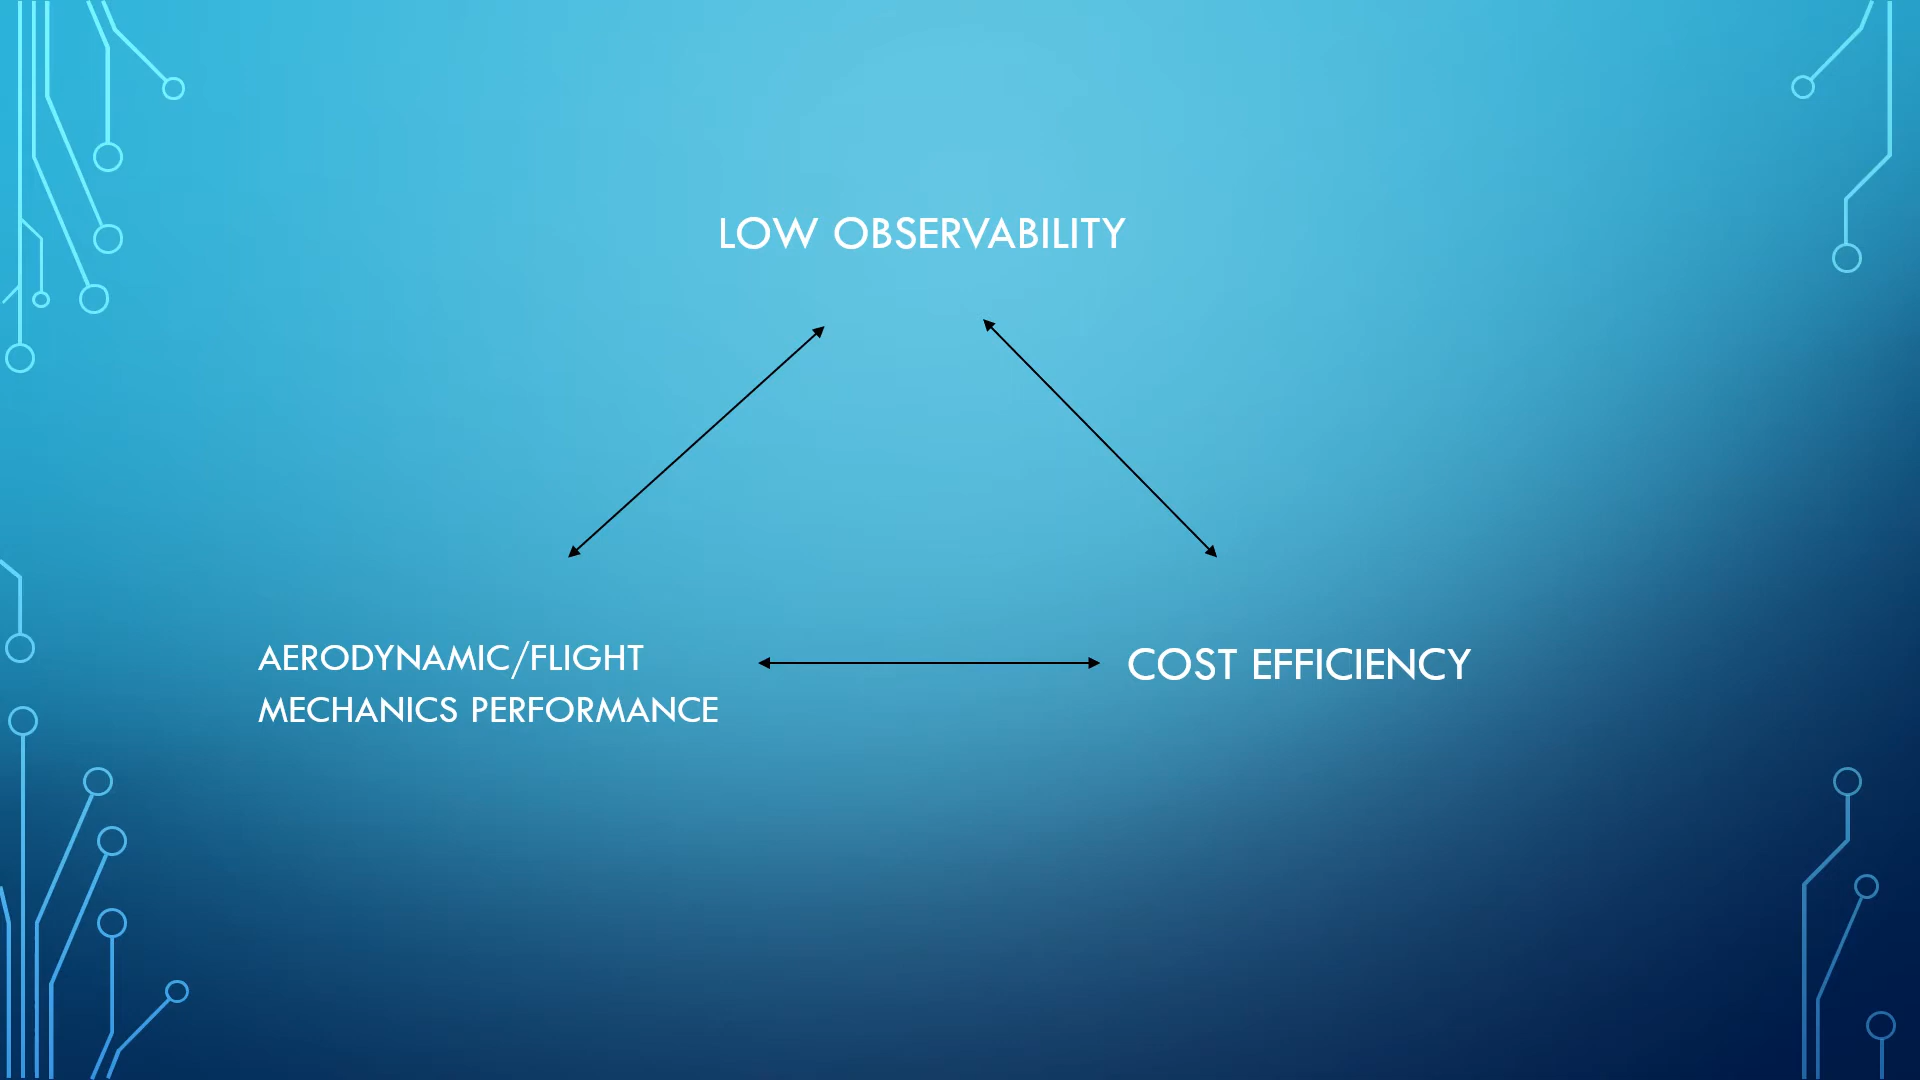 LOW OBSERVABILITY
AERODYNAMIC/FLIGHT
MECHANICS PERFORMANCE
COST EFFICIENCY